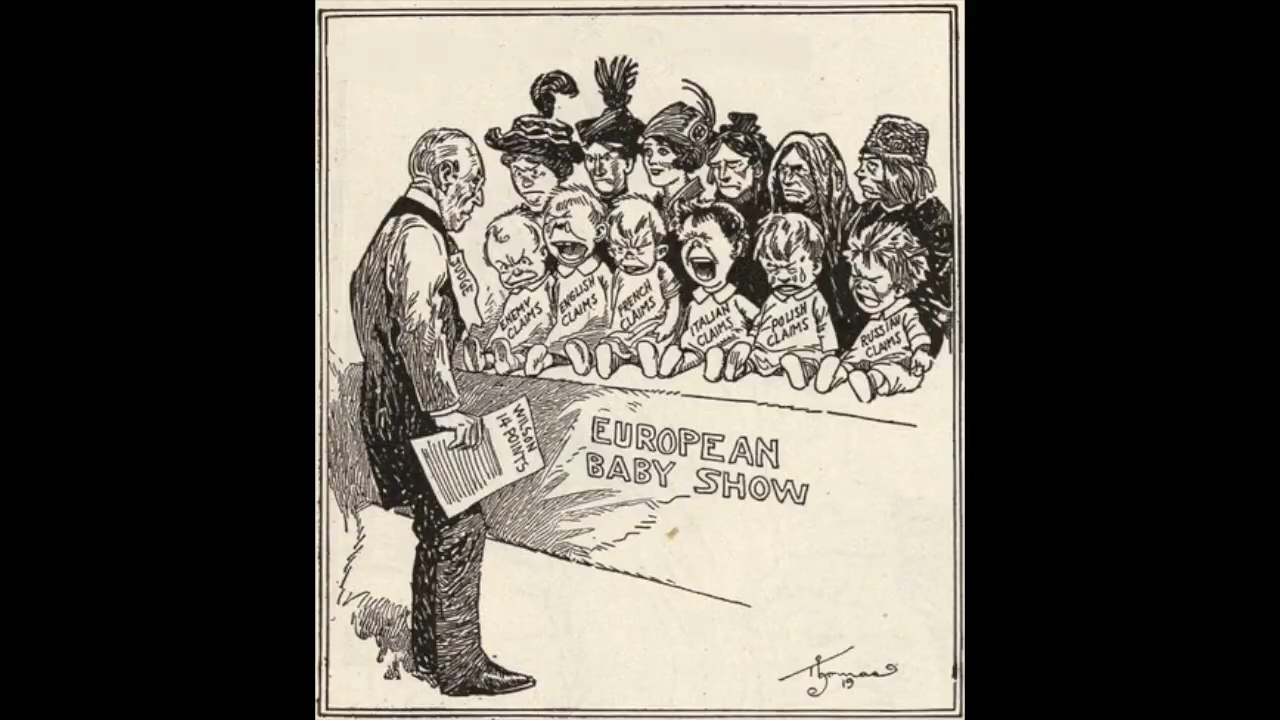 JUDGE
ENEMY
CLAIMS
ENGLISH
CLAIMS
FRENCH
CLAIMS
ITALIAN
CLAIMS
POLISH
CLAIMS
RUSSIAN
CLAIMS
WILSON
14 POINTS
EUROPEAN
BABY SHOW
Thomas
19